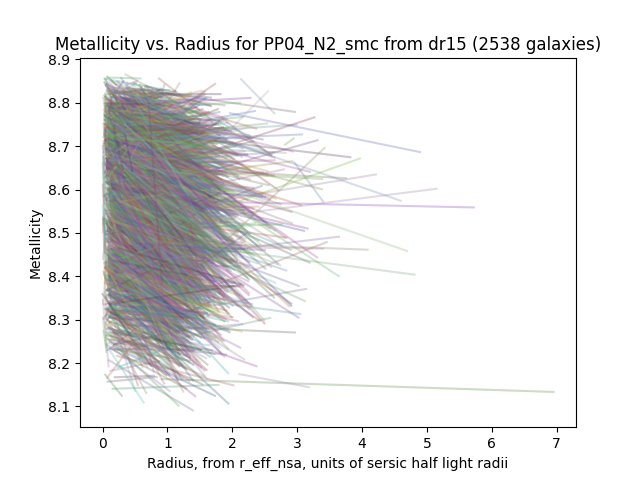 Metallicity vs. Radius for PP04_N2_smc from dr15 (2538 galaxies)
8.9
8.8
8.7
8.6
8.5
8.4
8.3
8.2
8.1
Metallicity
0 1 2 3 4 5 6 7
Radius, from r_eff_nsa, units of sersic half light radii